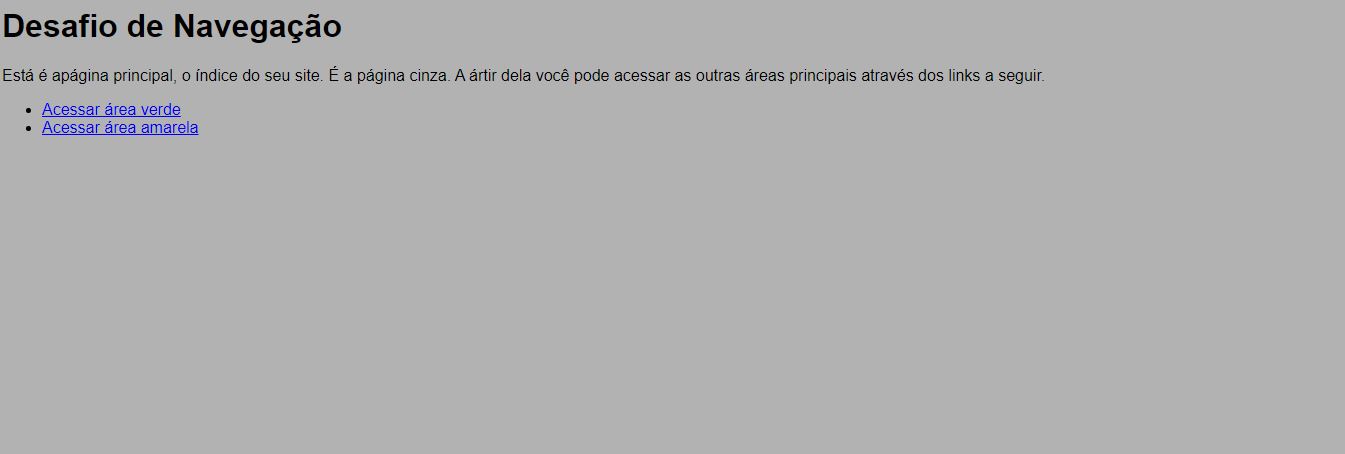 Desafio de Navegação
Está é apágina principal, o índice do seu site. É a página cinza. A ártir dela você pode acessar as outras áreas principais através dos links a seguir.
Acessar área verde
Acessar área amarela